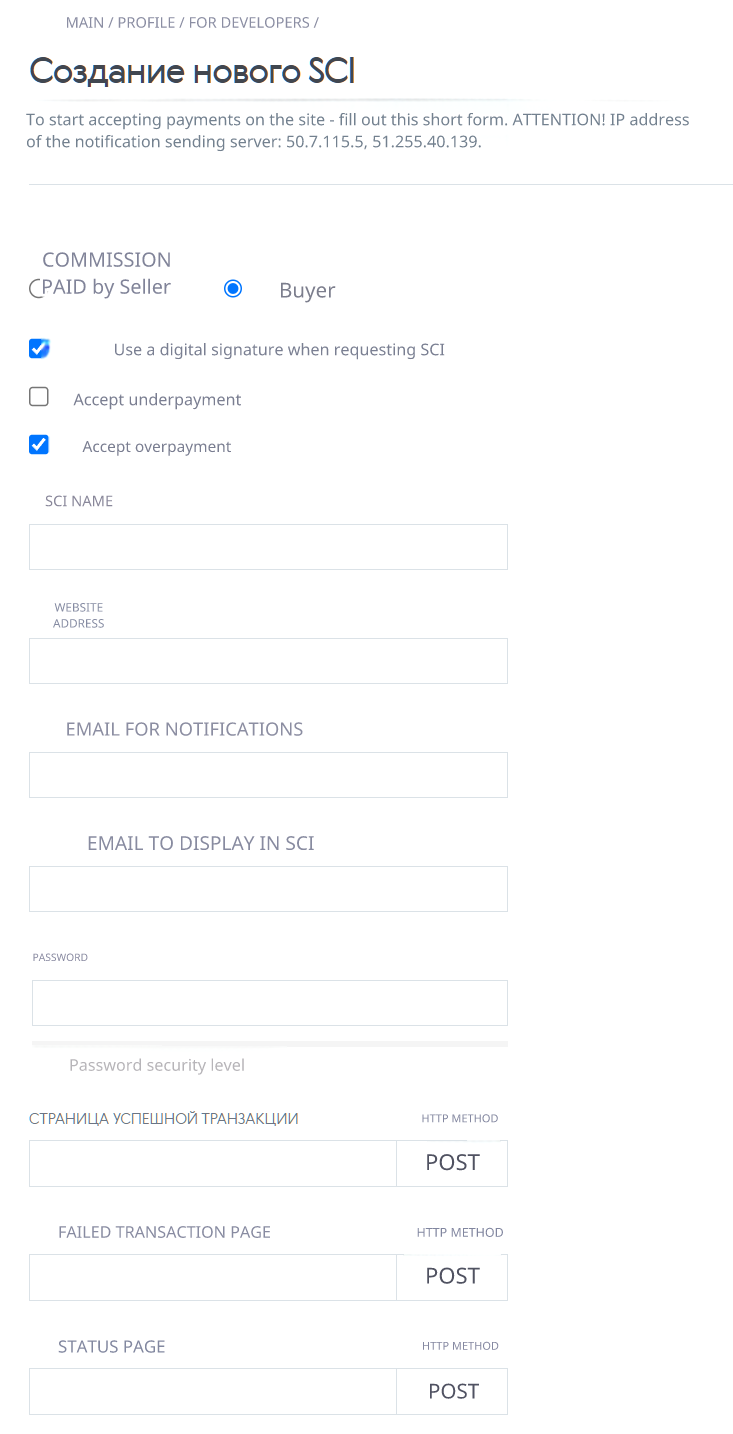 MAIN / PROFILE / FOR DEVELOPERS /
Создание нового SCI
To start accepting payments on the site - fill out this short form. ATTENTION! IP address
of the notification sending server: 50.7.115.5, 51.255.40.139.
COMMISSION
PAID by Seller
Buyer
Use a digital signature when requesting SCI
Accept underpayment
Accept overpayment
SCI NAME
WEBSITE
ADDRESS
EMAIL FOR NOTIFICATIONS
EMAIL TO DISPLAY IN SCI
PASSWORD
Password security level
СТРАНИЦА УСПЕШНОЙ ТРАНЗАКЦИИ HTTP METHOD
POST
FAILED TRANSACTION PAGE HTTP METHOD
POST
STATUS PAGE HTTP METHOD
POST